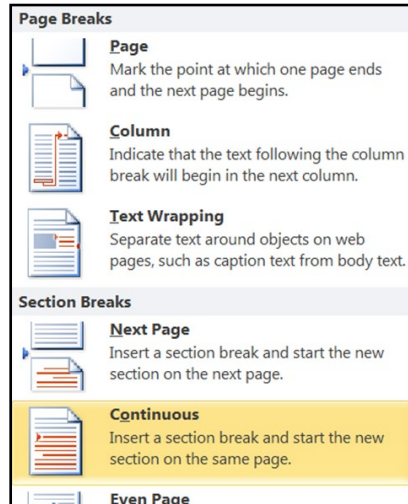 Page Breaks
Page
Mark the point at which one page ends
and the next page begins.
Column
Indicate that the text following the column
break will begin in the next column.
Text Wrapping
Separate text around objects on web
pages, such as caption text from body text.
Section Breaks
Next Page
Insert a section break and start the new
section on the next page.
Continuous
Insert a section break and start the new
section on the same page.
Even Page